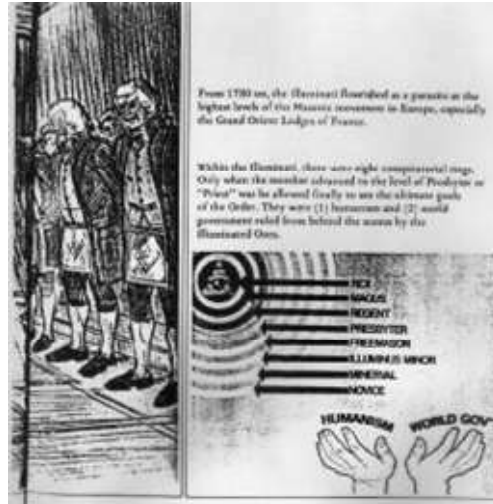 From 1780 on, the Illuminati flourished as a parasite at the
highest levels of the Masonic movement in Europe, especially
the Grand Orient Lodges of France.
Within the Illuminati, there were eight conspiratorial rings.
Only when the member advanced to the level of Presbyter or
"Priest" was he allowed finally to see the ultimate goals
of the Order. They were (1) humanism and (2) world
government ruled from behind the scenes by the
Illuminated Ones.
REX
MAGUS
REGENT
PRESBYTER
FREEMASON
ILLUMINUS MINOR
MINERVAL
NOVICE
HUMANISM WORLD GOV'